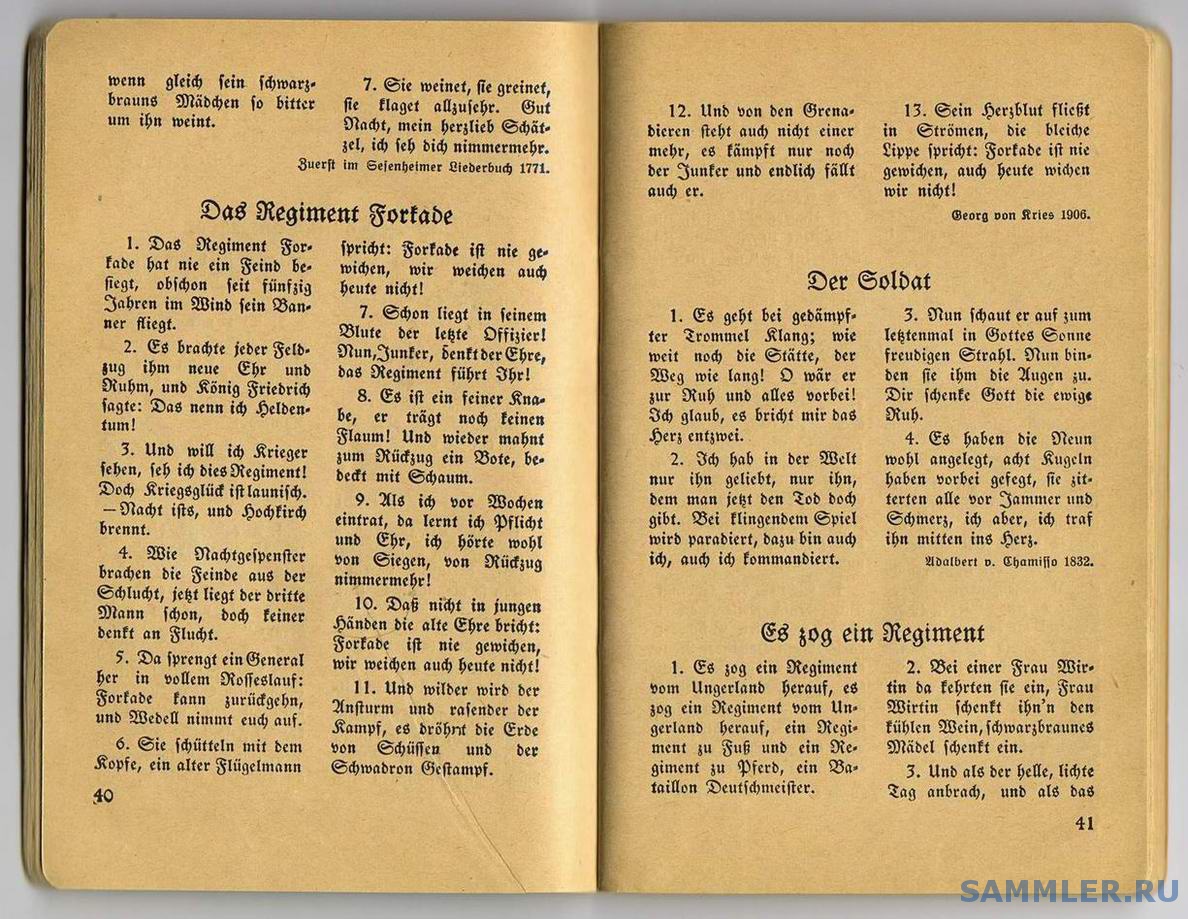 wenn gleich sein schwarz-
brauns Mädchen so bitter
um ihn weint.
7. Sie weinet, sie greinet,
sie klaget allzusehr. Gut
Nacht, mein herzlieb Schät-
zel, ich seh dich nimmermehr.
Zuerst im Sesenheimer Liederbuch 1771.
Das Regiment Forkade
1. Das Regiment For-
kade hat nie ein Feind be-
siegt, obschon seit fünfzig
Jahren im Wind sein Ban-
ner fliegt.
2. Es brachte jeder Feld-
zug ihm neue Ehr und
Ruhm, und König Friedrich
sagte: Das nenn ich Helden-
tum!
3. Und will ich Krieger
sehen, seh ich dies Regiment!
Doch Kriegsglück ist launisch.
— Nacht ists, und Hochkirch
brennt.
4. Wie Nachtgespenster
brachen die Feinde aus der
Schlucht, jetzt liegt der dritte
Mann schon, doch keiner
denkt an Flucht.
5. Da sprengt ein General
her in vollem Rosseslauf:
Forkade kann zurückgehn,
und Wedell nimmt euch auf.
6. Sie schütteln mit dem
Kopfe, ein alter Flügelmann
spricht: Forkade ist nie ge-
wichen, wir weichen auch
heute nicht!
7. Schon liegt in seinem
Blute der letzte Offizier!
Nun, Junker, denkt der Ehre,
das Regiment führt Ihr!
8. Es ist ein feiner Kna-
be, er trägt noch keinen
Flaum! Und wieder mahnt
zum Rückzug ein Bote, be-
deckt mit Schaum.
9. Als ich vor Wochen
eintrat, da lernt ich Pflicht
und Ehr, ich hörte wohl
von Siegen, von Rückzug
nimmermehr!
10. Daß nicht in jungen
Händen die alte Ehre bricht:
Forkade ist nie gewichen,
wir weichen auch heute nicht!
11. Und wilder wird der
Ansturm und rasender der
Kampf, es dröhnt die Erde
von Schüssen und der
Schwadron Gestampf.
40
12. Und von den Grena-
dieren steht auch nicht einer
mehr, es kämpft nur noch
der Junker und endlich fällt
auch er.
13. Sein Herzblut fließt
in Strömen, die bleiche
Lippe spricht: Forkade ist nie
gewichen, auch heute wichen
wir nicht!
Georg von Kries 1906.
Der Soldat
1. Es geht bei gedämpf-
ter Trommel Klang; wie
weit noch die Stätte, der
Weg wie lang! O wär er
zur Ruh und alles vorbei!
Ich glaub, es bricht mir das
Herz entzwei.
2. Ich hab in der Welt
nur ihn geliebt, nur ihn,
dem man jetzt den Tod doch
gibt. Bei klingendem Spiel
wird paradiert, dazu bin auch
ich, auch ich kommandiert.
3. Nun schaut er auf zum
letztenmal in Gottes Sonne
freudigen Strahl. Nun bin-
den sie ihm die Augen zu.
Dir schenke Gott die ewige
Ruh.
4. Es haben die Neun
wohl angelegt, acht Kugeln
haben vorbei gefegt, sie zit-
terten alle vor Jammer und
Schmerz, ich aber, ich traf
ihn mitten ins Herz.
Adalbert v. Chamisso 1832.
Es zog ein Regiment
1. Es zog ein Regiment
vom Ungerland herauf, es
zog ein Regiment vom Un-
gerland herauf, ein Regi-
ment zu Fuß und ein Re-
giment zu Pferd, ein Ba-
taillon Deutschmeister.
2. Bei einer Frau Wir-
tin da kehrten sie ein, Frau
Wirtin schenkt ihn'n den
kühlen Wein, schwarzbraunes
Mädel schenkt ein.
3. Und als der helle, lichte
Tag anbrach, und als das
41
SAMMLER.RU